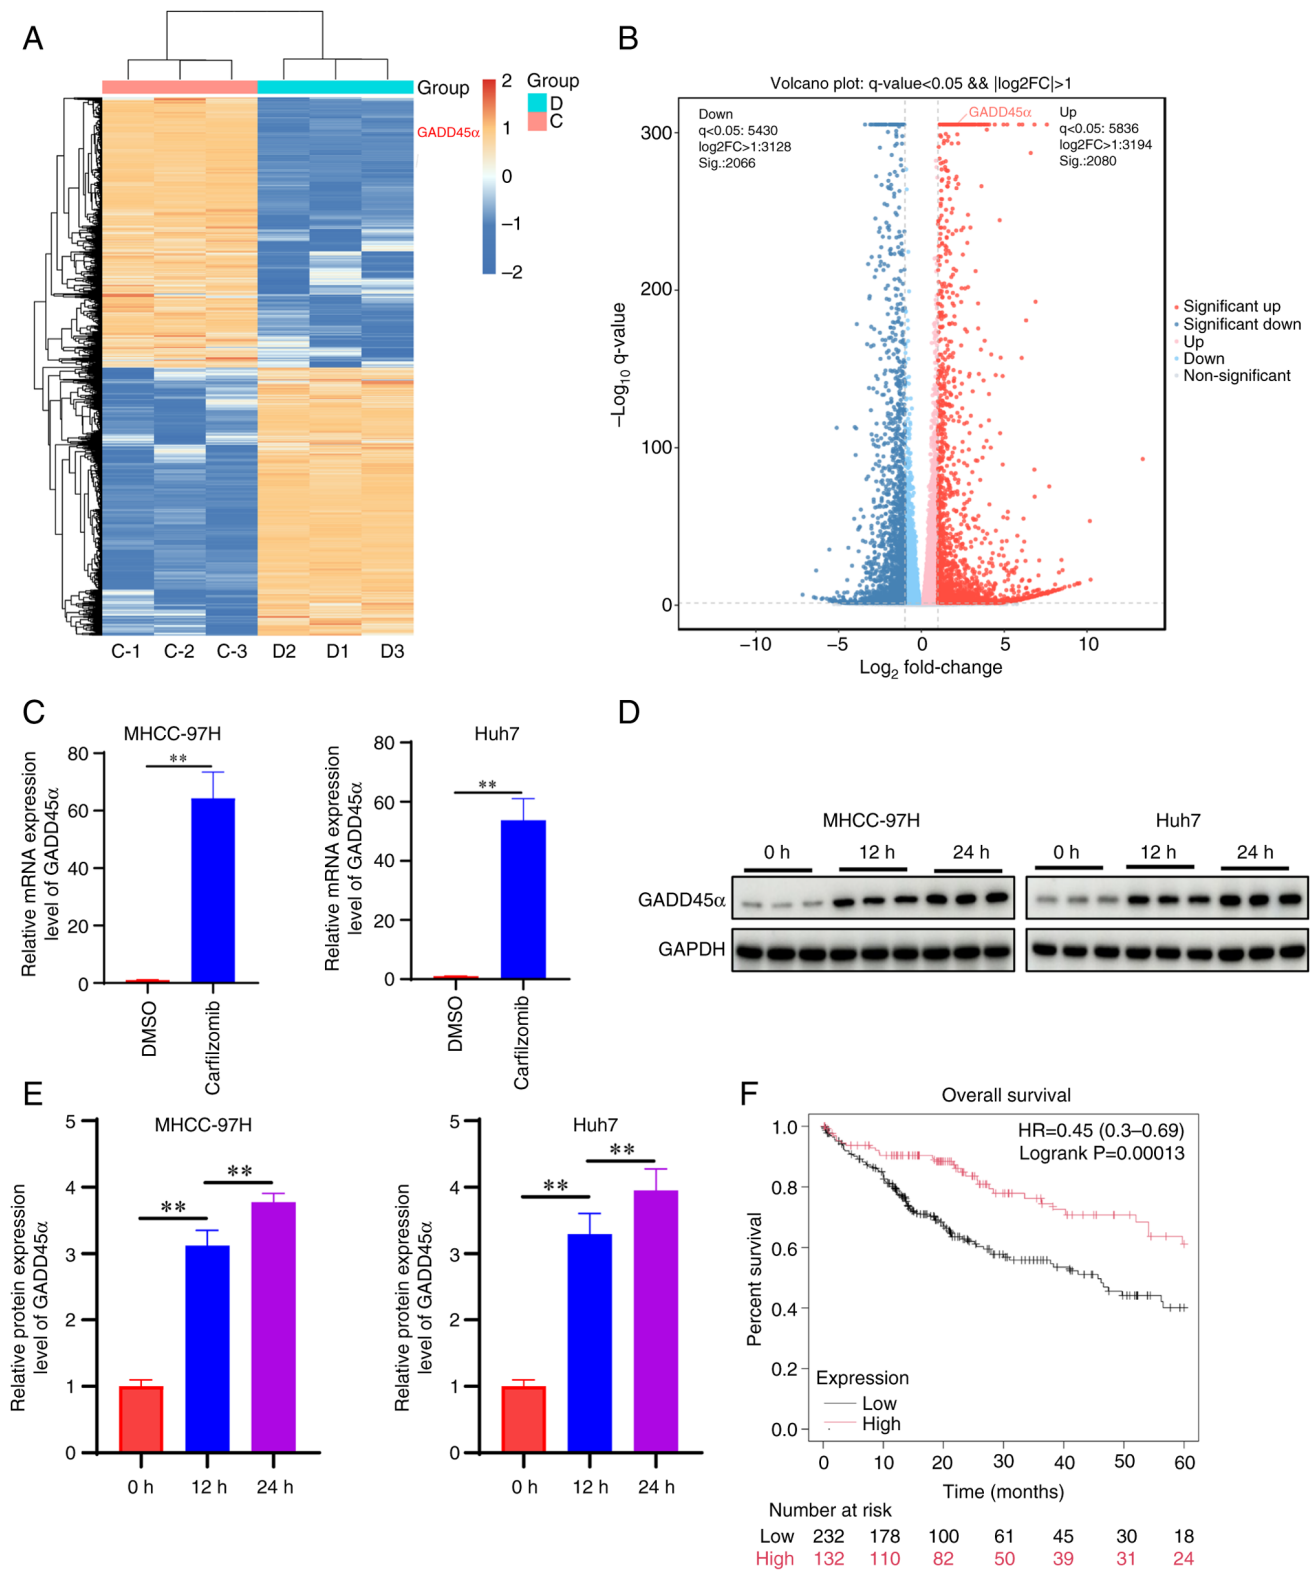 A
Group
GADD45α
2
1
0
−1
−2
Group
D
C
C-1 C-2 C-3 D2 D1 D3
B
Volcano plot: q-value<0.05 && |log2FC|>1
Down
q<0.05: 5430
log2FC>1:3128
Sig.:2066
GADD45α
Up
q<0.05: 5836
log2FC>1:3194
Sig.:2080
300
200
100
0
−Log10 q-value
−10 −5 0 5 10
Log2 fold-change
Significant up
Significant down
Up
Down
Non-significant
C
MHCC-97H
Relative mRNA expression
level of GADD45α
80
60
40
20
0
**
DMSO
Carfilzomib
Huh7
Relative mRNA expression
level of GADD45α
80
60
40
20
0
**
DMSO
Carfilzomib
D
MHCC-97H Huh7
0 h 12 h 24 h 0 h 12 h 24 h
GADD45α
GAPDH
E
MHCC-97H
Relative protein expression
level of GADD45α
5
4
3
2
1
0
**
**
0 h 12 h 24 h
Huh7
Relative protein expression
level of GADD45α
5
4
3
2
1
0
**
**
0 h 12 h 24 h
F
Overall survival
HR=0.45 (0.3–0.69)
Logrank P=0.00013
Percent survival
1.0
0.8
0.6
0.4
0.2
0.0
Expression
Low
High
0 10 20 30 40 50 60
Time (months)
Number at risk
Low 232 178 100 61 45 30 18
High 132 110 82 50 39 31 24